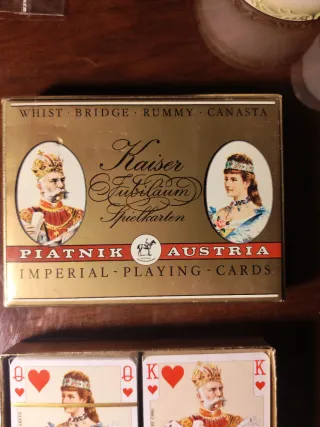 WHIST · BRIDGE · RUMMY · CANASTA
Kaiser
Jubiläum
Spielkarten
PIATNIK AUSTRIA
IMPERIAL - PLAYING - CARDS
Q Q K K